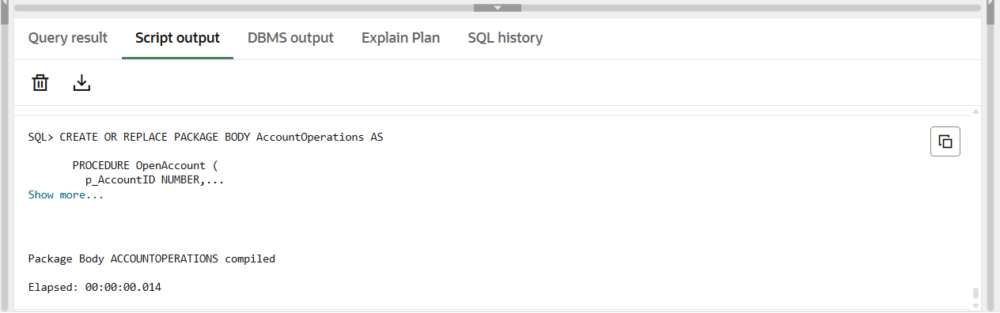 Query result Script output DBMS output Explain Plan SQL history
SQL> CREATE OR REPLACE PACKAGE BODY AccountOperations AS
PROCEDURE OpenAccount (
p_AccountID NUMBER,...
Show more...
Package Body ACCOUNTOPERATIONS compiled
Elapsed: 00:00:00.014